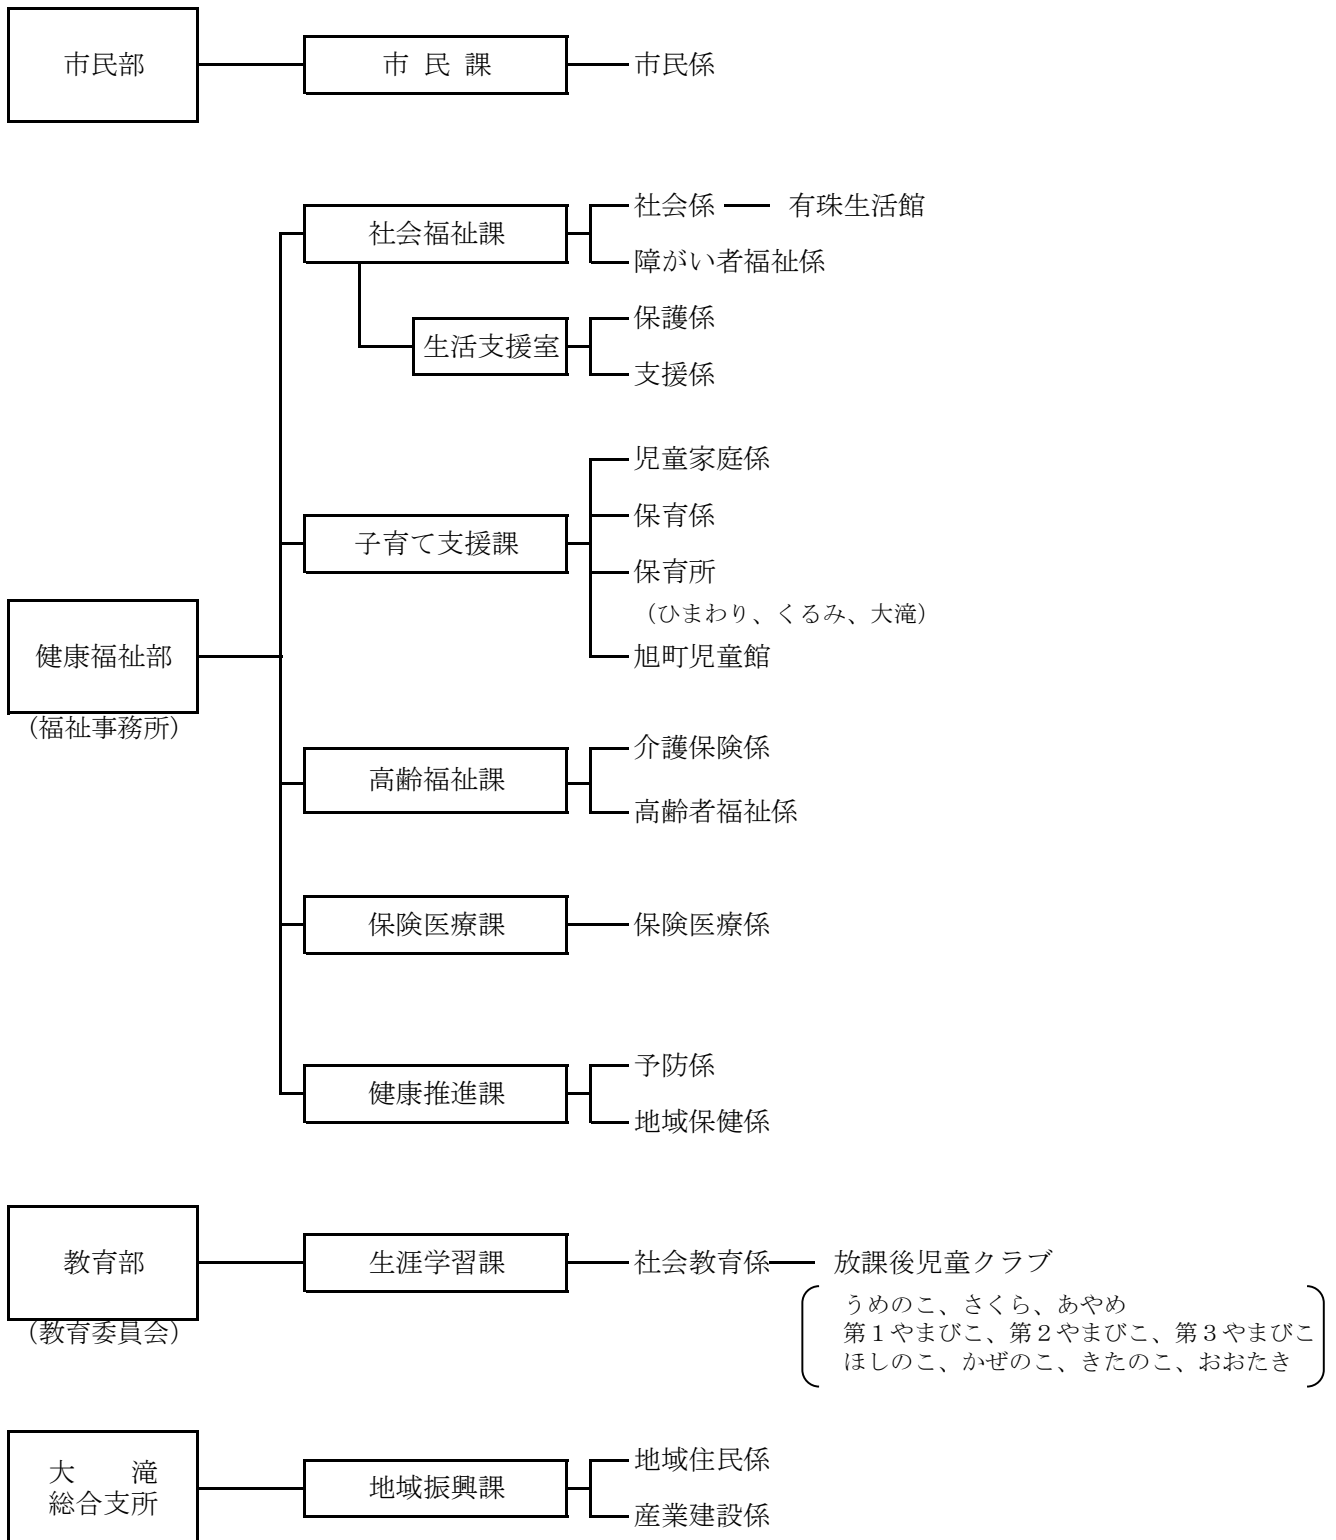 市民部
市 民 課
市民係
社会福祉課
社会係
有珠生活館
障がい者福祉係
生活支援室
保護係
支援係
子育て支援課
児童家庭係
保育係
保育所
（ひまわり、くるみ、大滝）
旭町児童館
健康福祉部
（福祉事務所）
高齢福祉課
介護保険係
高齢者福祉係
保険医療課
保険医療係
健康推進課
予防係
地域保健係
教育部
（教育委員会）
生涯学習課
社会教育係
放課後児童クラブ
うめのこ、さくら、あやめ
第１やまびこ、第２やまびこ、第３やまびこ
ほしのこ、かぜのこ、きたのこ、おおたき
大　　滝
総合支所
地域振興課
地域住民係
産業建設係